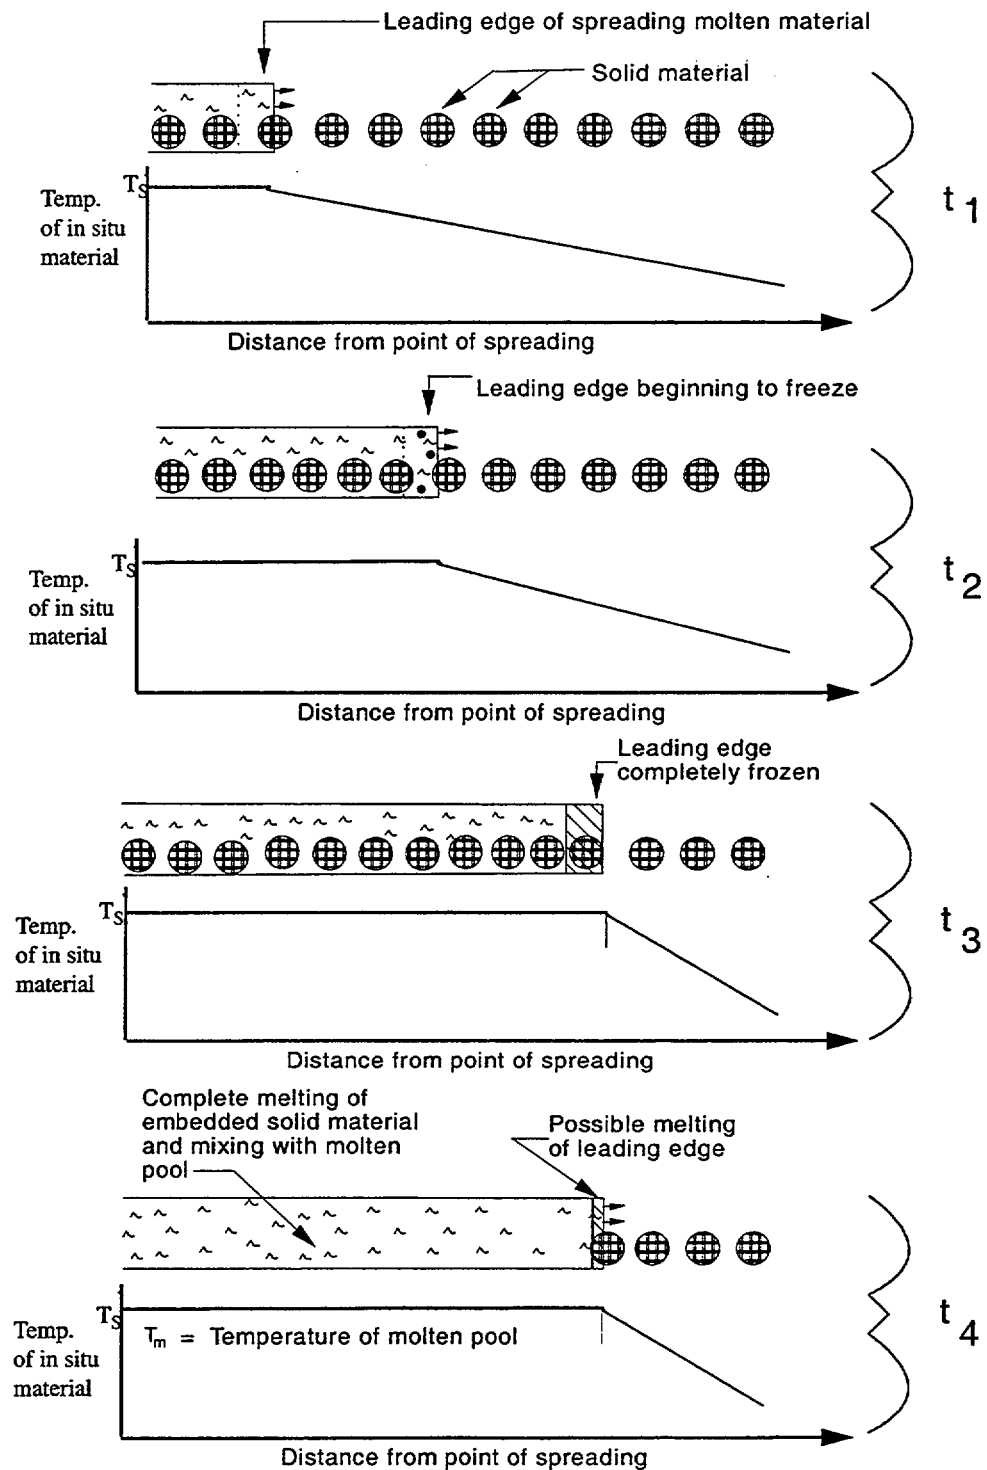 Leading edge of spreading molten material
Solid material
T_S
Temp.
of in situ
material
Distance from point of spreading
t_1
Leading edge beginning to freeze
T_S
Temp.
of in situ
material
Distance from point of spreading
t_2
Leading edge
completely frozen
T_S
Temp.
of in situ
material
Distance from point of spreading
t_3
Complete melting of
embedded solid material
and mixing with molten
pool
Possible melting
of leading edge
T_S
T_m = Temperature of molten pool
Temp.
of in situ
material
Distance from point of spreading
t_4